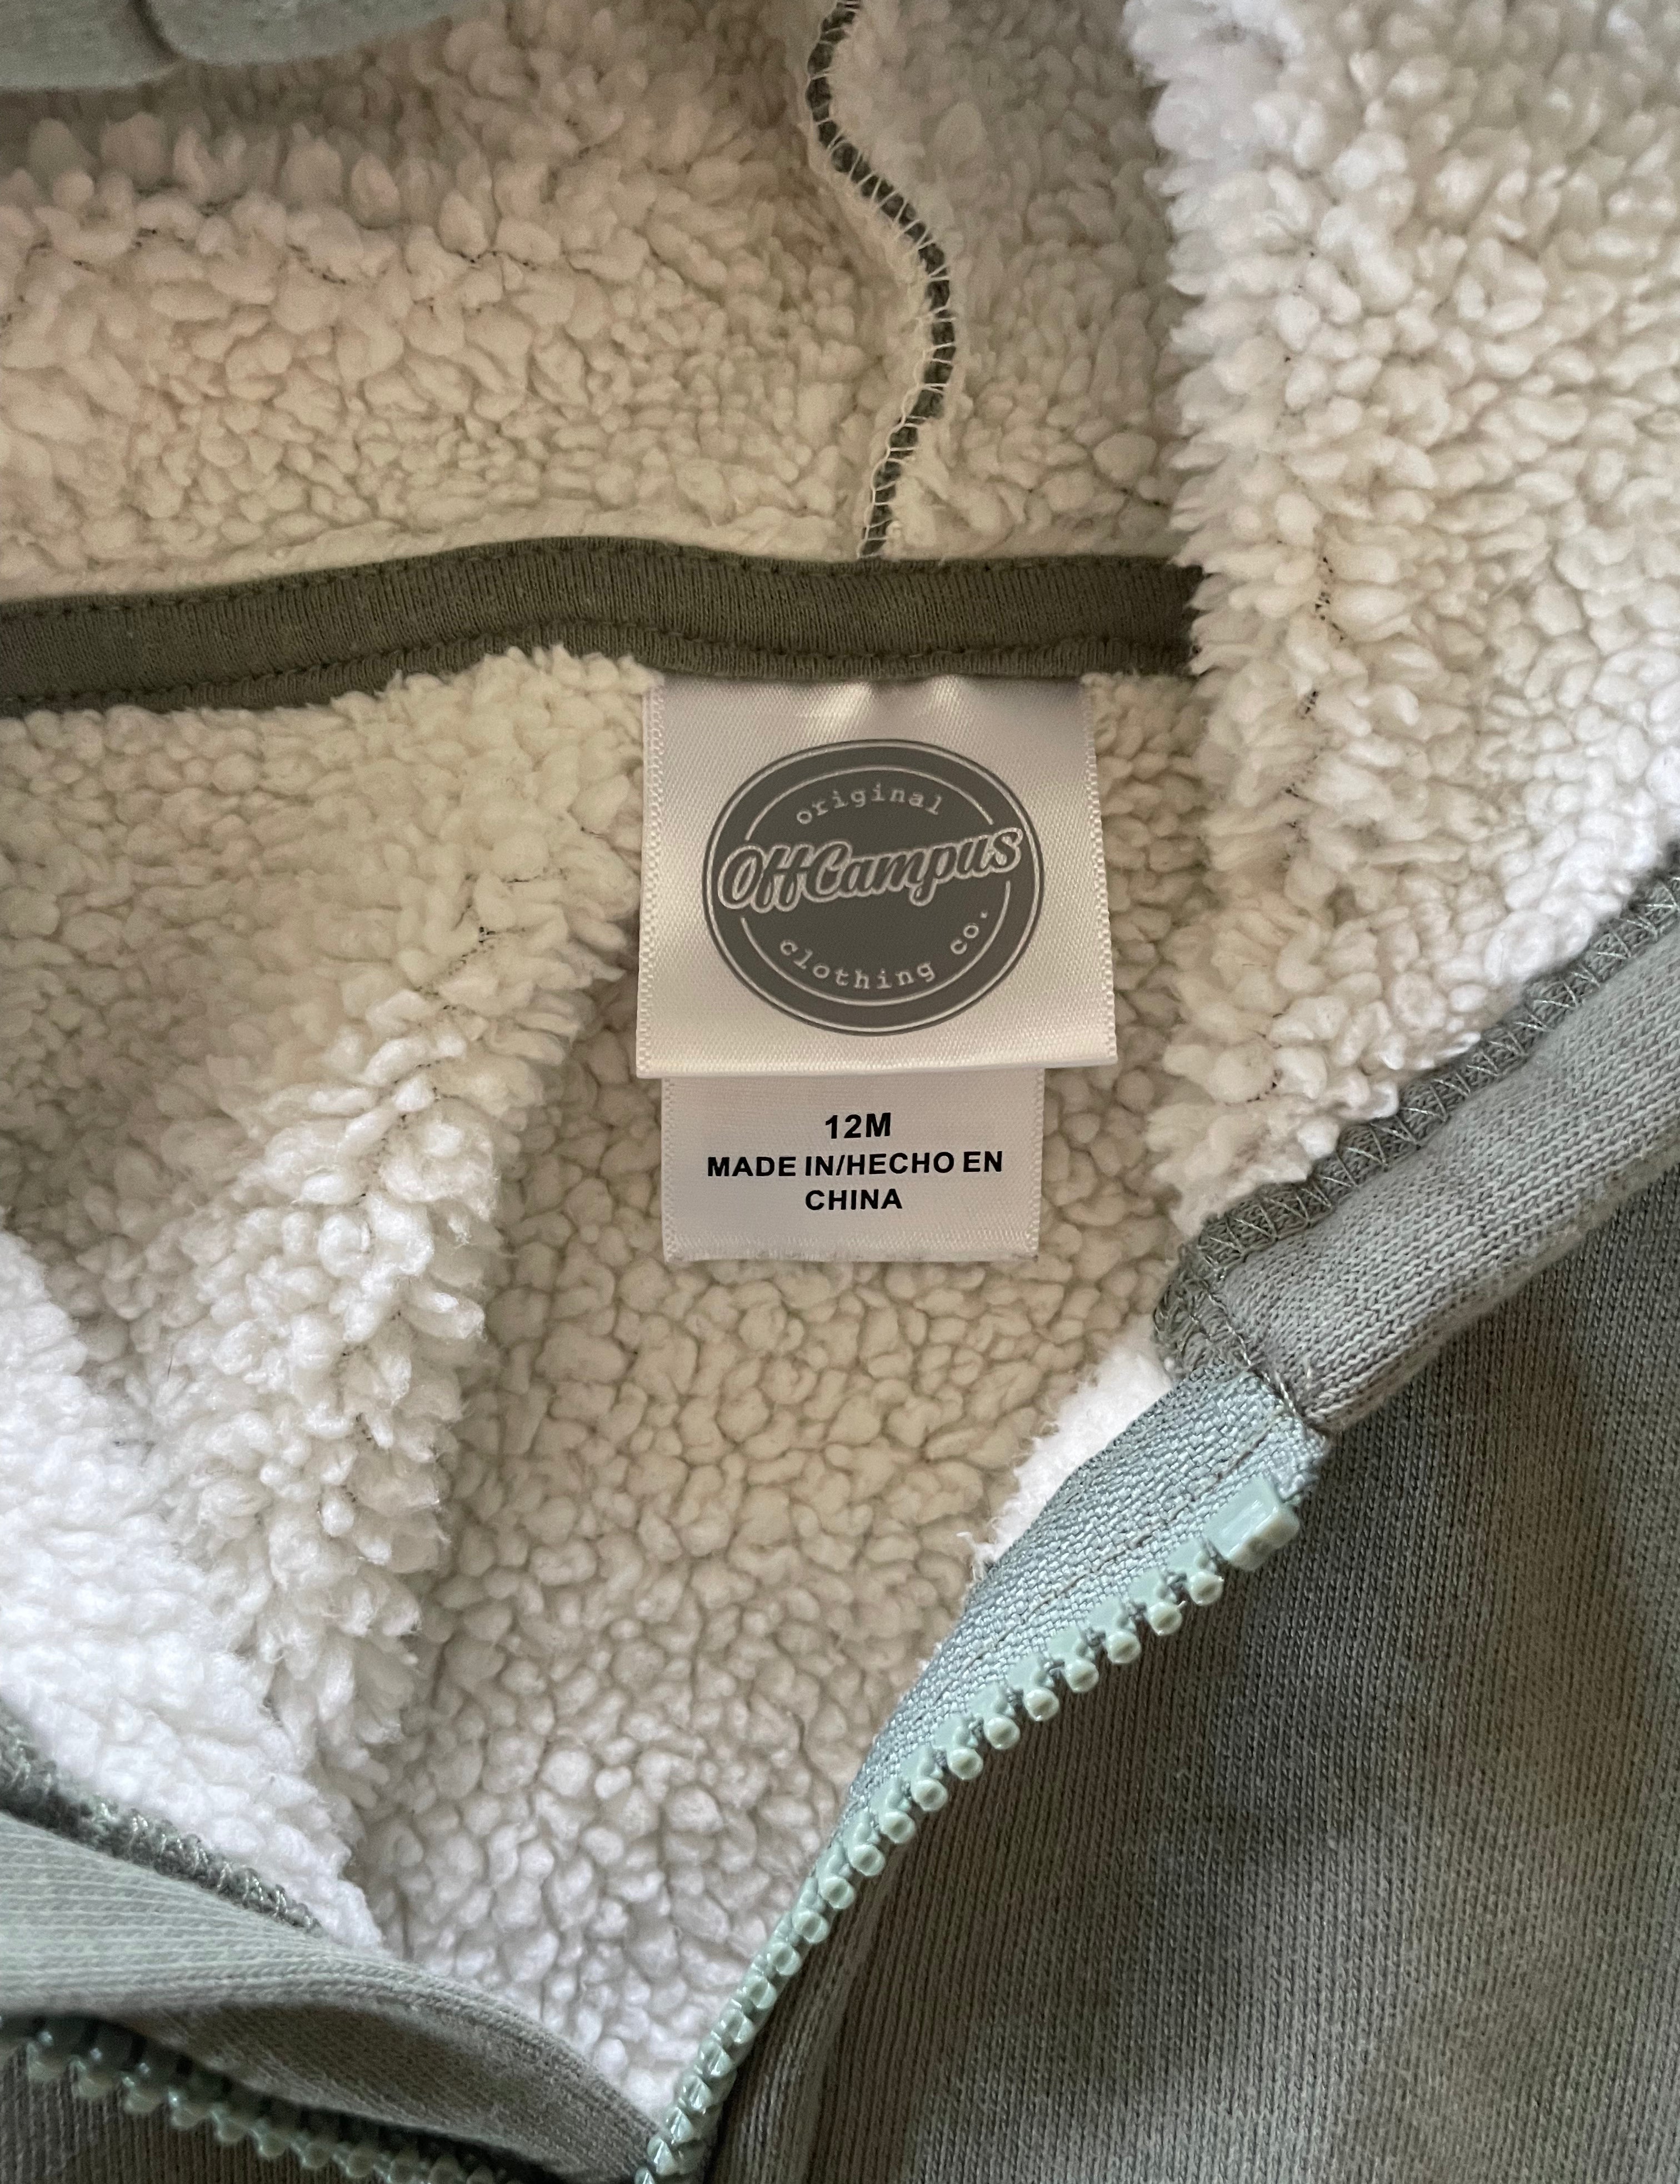 original
OffCampus
clothing co.
12M
MADE IN/HECHO EN
CHINA